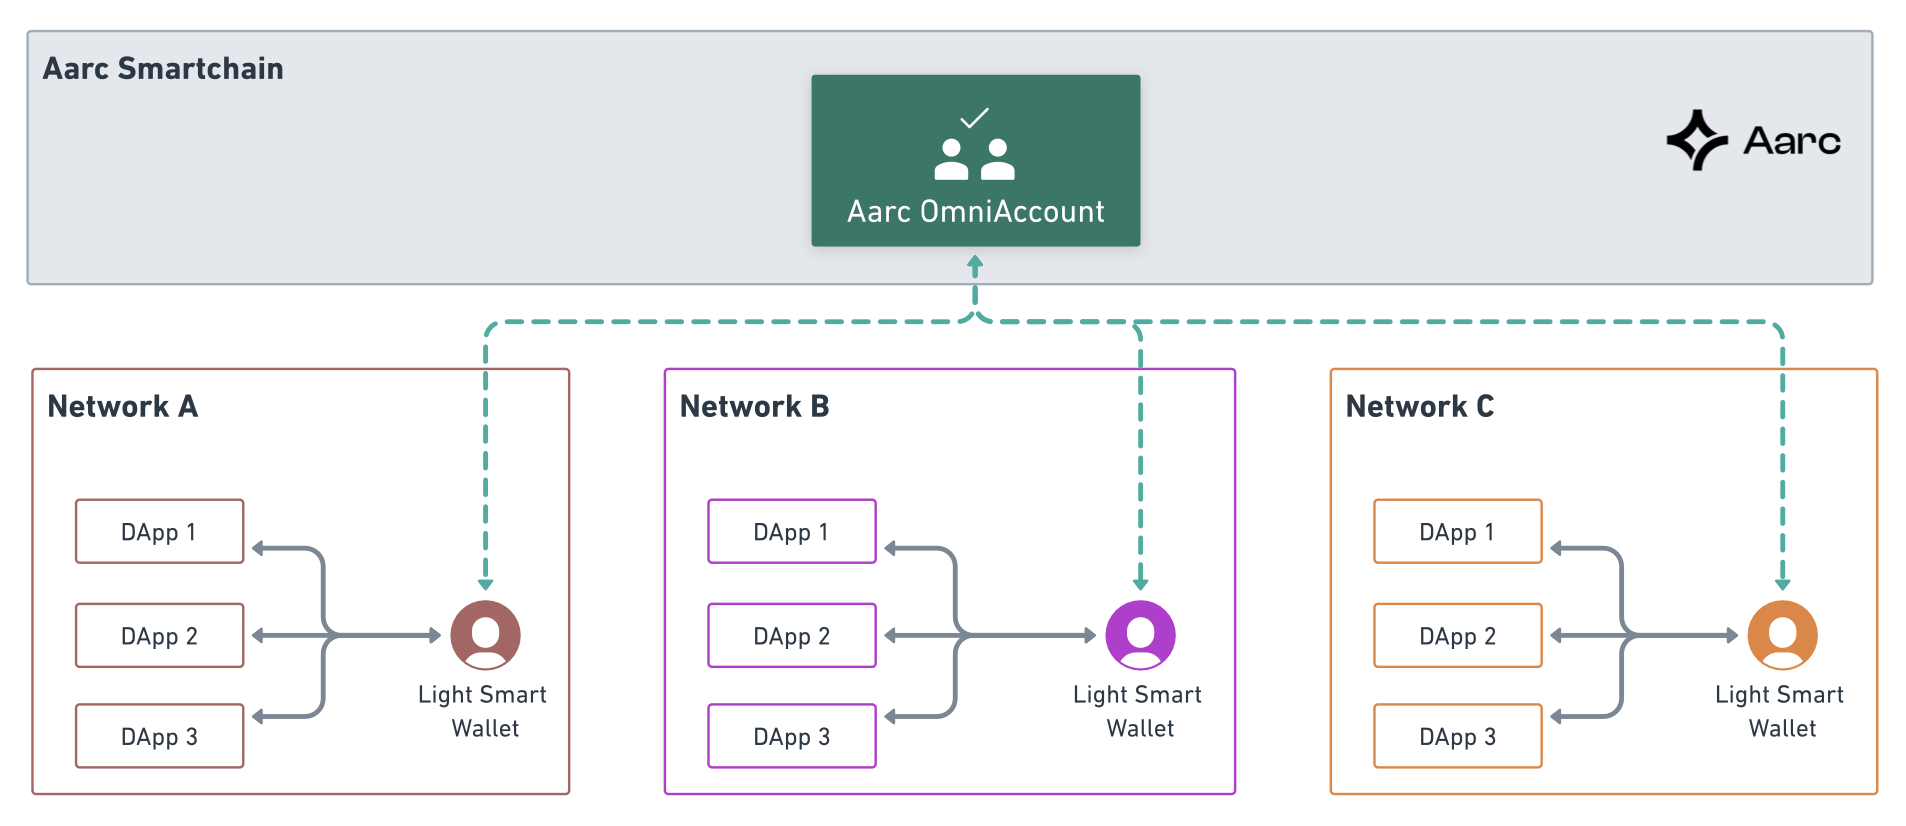 Aarc Smartchain
Aarc OmniAccount
Aarc
Network A
DApp 1
DApp 2
DApp 3
Light Smart
Wallet
Network B
DApp 1
DApp 2
DApp 3
Light Smart
Wallet
Network C
DApp 1
DApp 2
DApp 3
Light Smart
Wallet